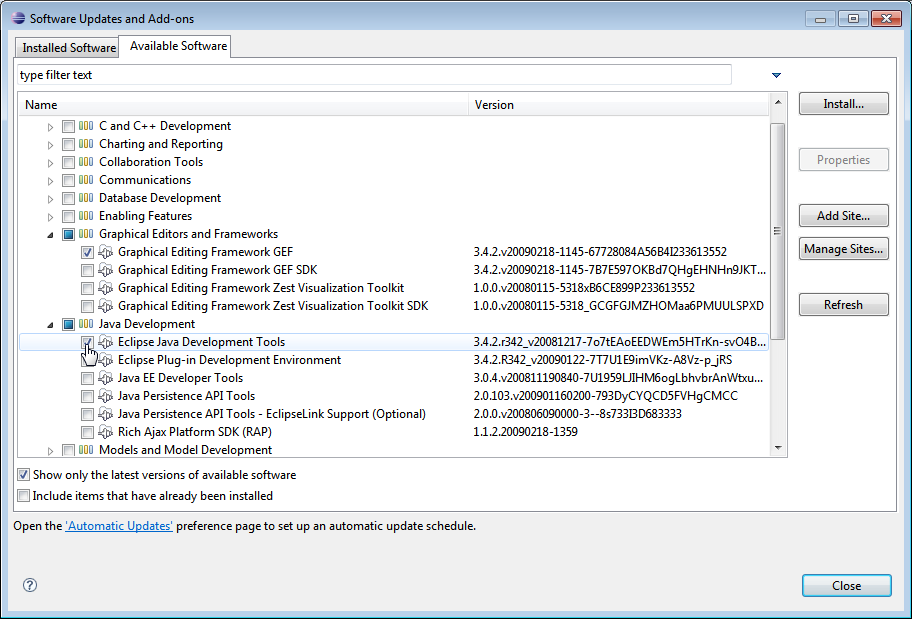 Software Updates and Add-ons
Installed Software Available Software
type filter text
Name Version
C and C++ Development
Charting and Reporting
Collaboration Tools
Communications
Database Development
Enabling Features
Graphical Editors and Frameworks
Graphical Editing Framework GEF 3.4.2.v20090218-1145-67728084A56B4I233613552
Graphical Editing Framework GEF SDK 3.4.2.v20090218-1145-7B7E597OKBd7QHgEHNHn9JKT...
Graphical Editing Framework Zest Visualization Toolkit 1.0.0.v20080115-5318xB6CE899P233613552
Graphical Editing Framework Zest Visualization Toolkit SDK 1.0.0.v20080115-5318_GCGFGJMZHOMaa6PMUULSPXD
Java Development
Eclipse Java Development Tools 3.4.2.r342_v20081217-7o7tEAoEEDWEm5HTrKn-svO4B...
Eclipse Plug-in Development Environment 3.4.2.R342_v20090122-7T7U1E9imVKz-A8Vz-p_jRS
Java EE Developer Tools 3.0.4.v200811190840-7U1959LJIHM6ogLbhvbrAnWtxu...
Java Persistence API Tools 2.0.103.v200901160200-793DyCYQCD5FVHgCMCC
Java Persistence API Tools - EclipseLink Support (Optional) 2.0.0.v200806090000-3--8s733I3D683333
Rich Ajax Platform SDK (RAP) 1.1.2.20090218-1359
Models and Model Development
Install...
Properties
Add Site...
Manage Sites...
Refresh
Show only the latest versions of available software
Include items that have already been installed
Open the 'Automatic Updates' preference page to set up an automatic update schedule.
? Close